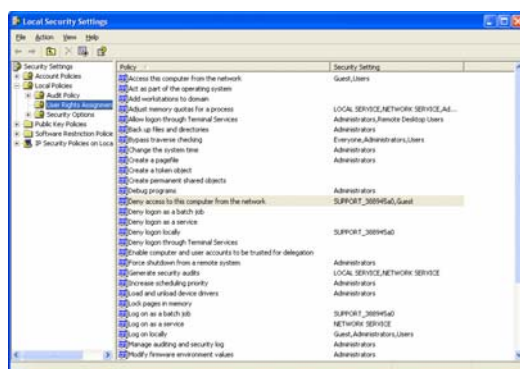 Local Security Settings
File Action View Help
Security Settings
Account Policies
Local Policies
Audit Policy
User Rights Assignmen
Security Options
Public Key Policies
Software Restriction Police
IP Security Policies on Loca
Policy Security Setting
Access this computer from the network Guest,Users
Act as part of the operating system
Add workstations to domain
Adjust memory quotas for a process LOCAL SERVICE,NETWORK SERVICE,Ad...
Allow logon through Terminal Services Administrators,Remote Desktop Users
Back up files and directories Administrators
Bypass traverse checking Everyone,Administrators,Users
Change the system time Administrators
Create a pagefile Administrators
Create a token object
Create permanent shared objects
Debug programs Administrators
Deny access to this computer from the network SUPPORT_388945a0,Guest
Deny logon as a batch job
Deny logon as a service
Deny logon locally SUPPORT_388945a0
Deny logon through Terminal Services
Enable computer and user accounts to be trusted for delegation
Force shutdown from a remote system Administrators
Generate security audits LOCAL SERVICE,NETWORK SERVICE
Increase scheduling priority Administrators
Load and unload device drivers Administrators
Lock pages in memory
Log on as a batch job SUPPORT_388945a0
Log on as a service NETWORK SERVICE
Log on locally Guest,Administrators,Users
Manage auditing and security log Administrators
Modify firmware environment values Administrators